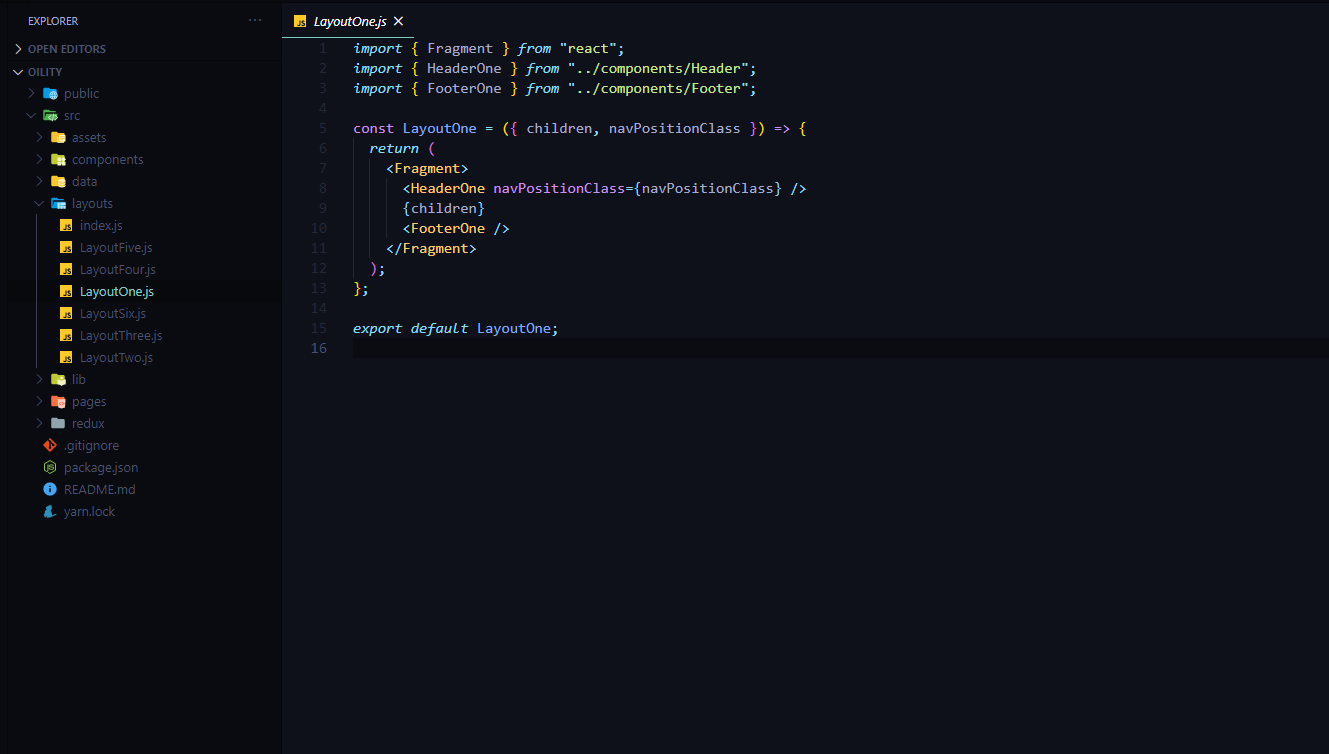 EXPLORER
OPEN EDITORS
OILITY
public
src
assets
components
data
layouts
index.js
LayoutFive.js
LayoutFour.js
LayoutOne.js
LayoutSix.js
LayoutThree.js
LayoutTwo.js
lib
pages
redux
.gitignore
package.json
README.md
yarn.lock
LayoutOne.js
1 import { Fragment } from "react";
2 import { HeaderOne } from "../components/Header";
3 import { FooterOne } from "../components/Footer";
4
5 const LayoutOne = ({ children, navPositionClass }) => {
6 return (
7 <Fragment>
8 <HeaderOne navPositionClass={navPositionClass} />
9 {children}
10 <FooterOne />
11 </Fragment>
12 );
13 };
14
15 export default LayoutOne;
16